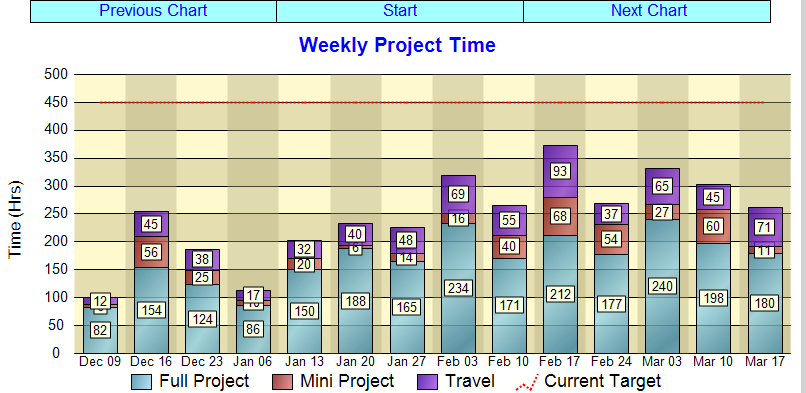 Previous Chart Start Next Chart
Weekly Project Time
Time (Hrs)
500
450
400
350
300
250
200
150
100
50
0
12 45 38 17 32 40 48 69 55 93 37 65 45 71
56 25 20 6 14 16 40 68 54 27 60 11
82 154 124 86 150 188 165 234 171 212 177 240 198 180
Dec 09 Dec 16 Dec 23 Jan 06 Jan 13 Jan 20 Jan 27 Feb 03 Feb 10 Feb 17 Feb 24 Mar 03 Mar 10 Mar 17
Full Project Mini Project Travel Current Target